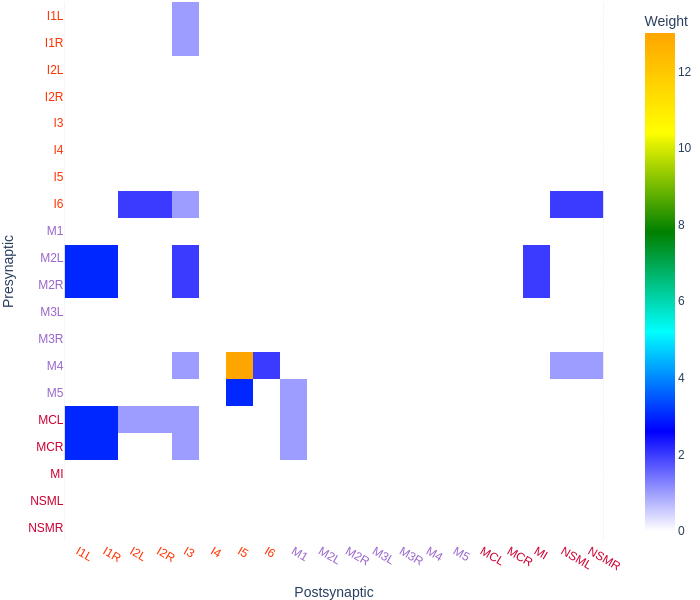 Weight
I1L
I1R
I2L
I2R
I3
I4
I5
I6
M1
M2L
M2R
M3L
M3R
M4
M5
MCL
MCR
MI
NSML
NSMR
Presynaptic
12
10
8
6
4
2
0
I1L I1R I2L I2R I3 I4 I5 I6 M1 M2L M2R M3L M3R M4 M5 MCL MCR MI NSML NSMR
Postsynaptic